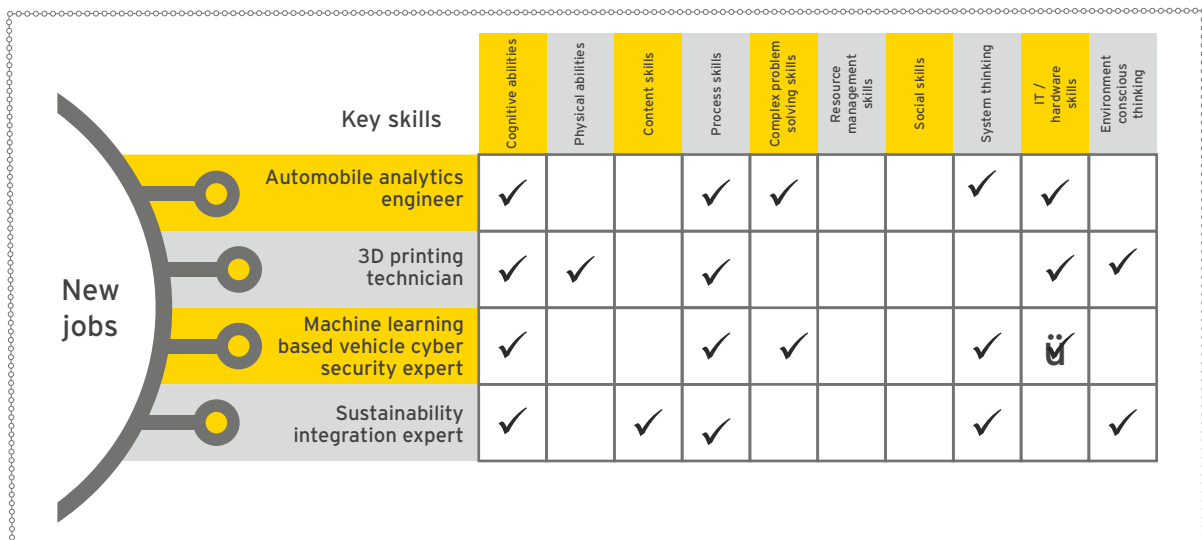 Key skills
Cognitive abilities
Physical abilities
Content skills
Process skills
Complex problem
solving skills
Resource
management
skills
Social skills
System thinking
IT /
hardware
skills
Environment
conscious
thinking
New
jobs
Automobile analytics
engineer
✓ ✓ ✓ ✓ ✓
3D printing
technician
✓ ✓ ✓ ✓ ✓
Machine learning
based vehicle cyber
security expert
✓ ✓ ✓ ✓ ü✓
Sustainability
integration expert
✓ ✓ ✓ ✓ ✓